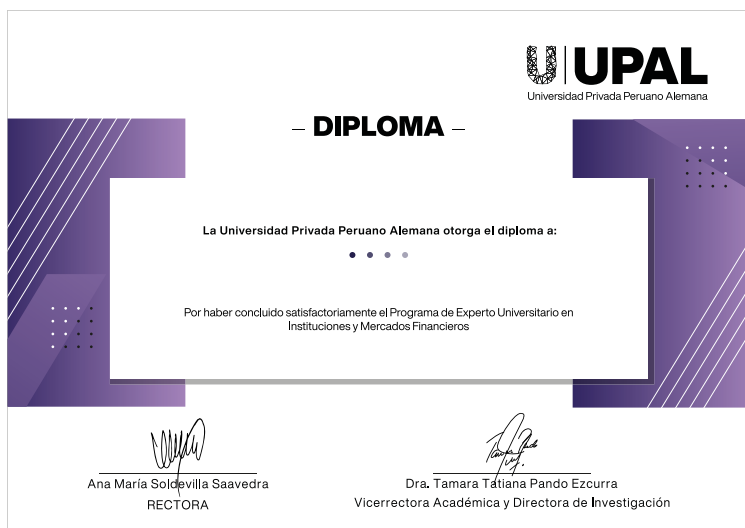 UPAL
Universidad Privada Peruano Alemana
– DIPLOMA –
La Universidad Privada Peruano Alemana otorga el diploma a:
Por haber concluido satisfactoriamente el Programa de Experto Universitario en
Instituciones y Mercados Financieros
Ana María Soldevilla Saavedra
RECTORA
Dra. Tamara Tatiana Pando Ezcurra
Vicerrectora Académica y Directora de Investigación